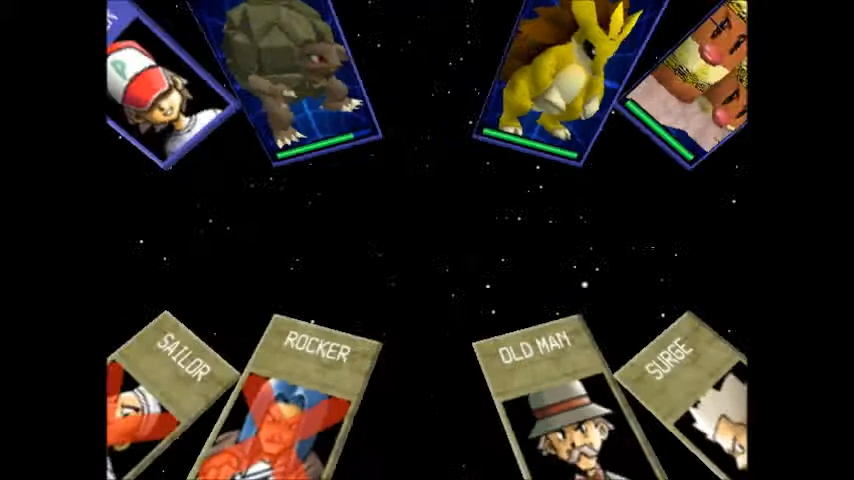 P
SAILOR
ROCKER
OLD MAN
SURGE